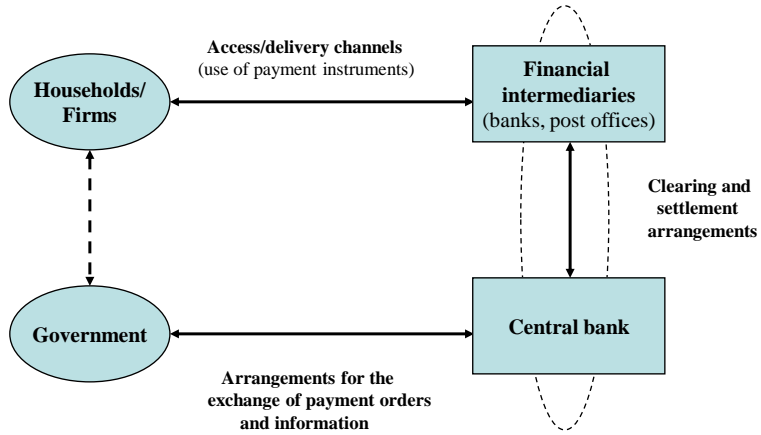 Access/delivery channels
(use of payment instruments)
Households/
Firms
Financial
intermediaries
(banks, post offices)
Clearing and
settlement
arrangements
Government
Central bank
Arrangements for the
exchange of payment orders
and information